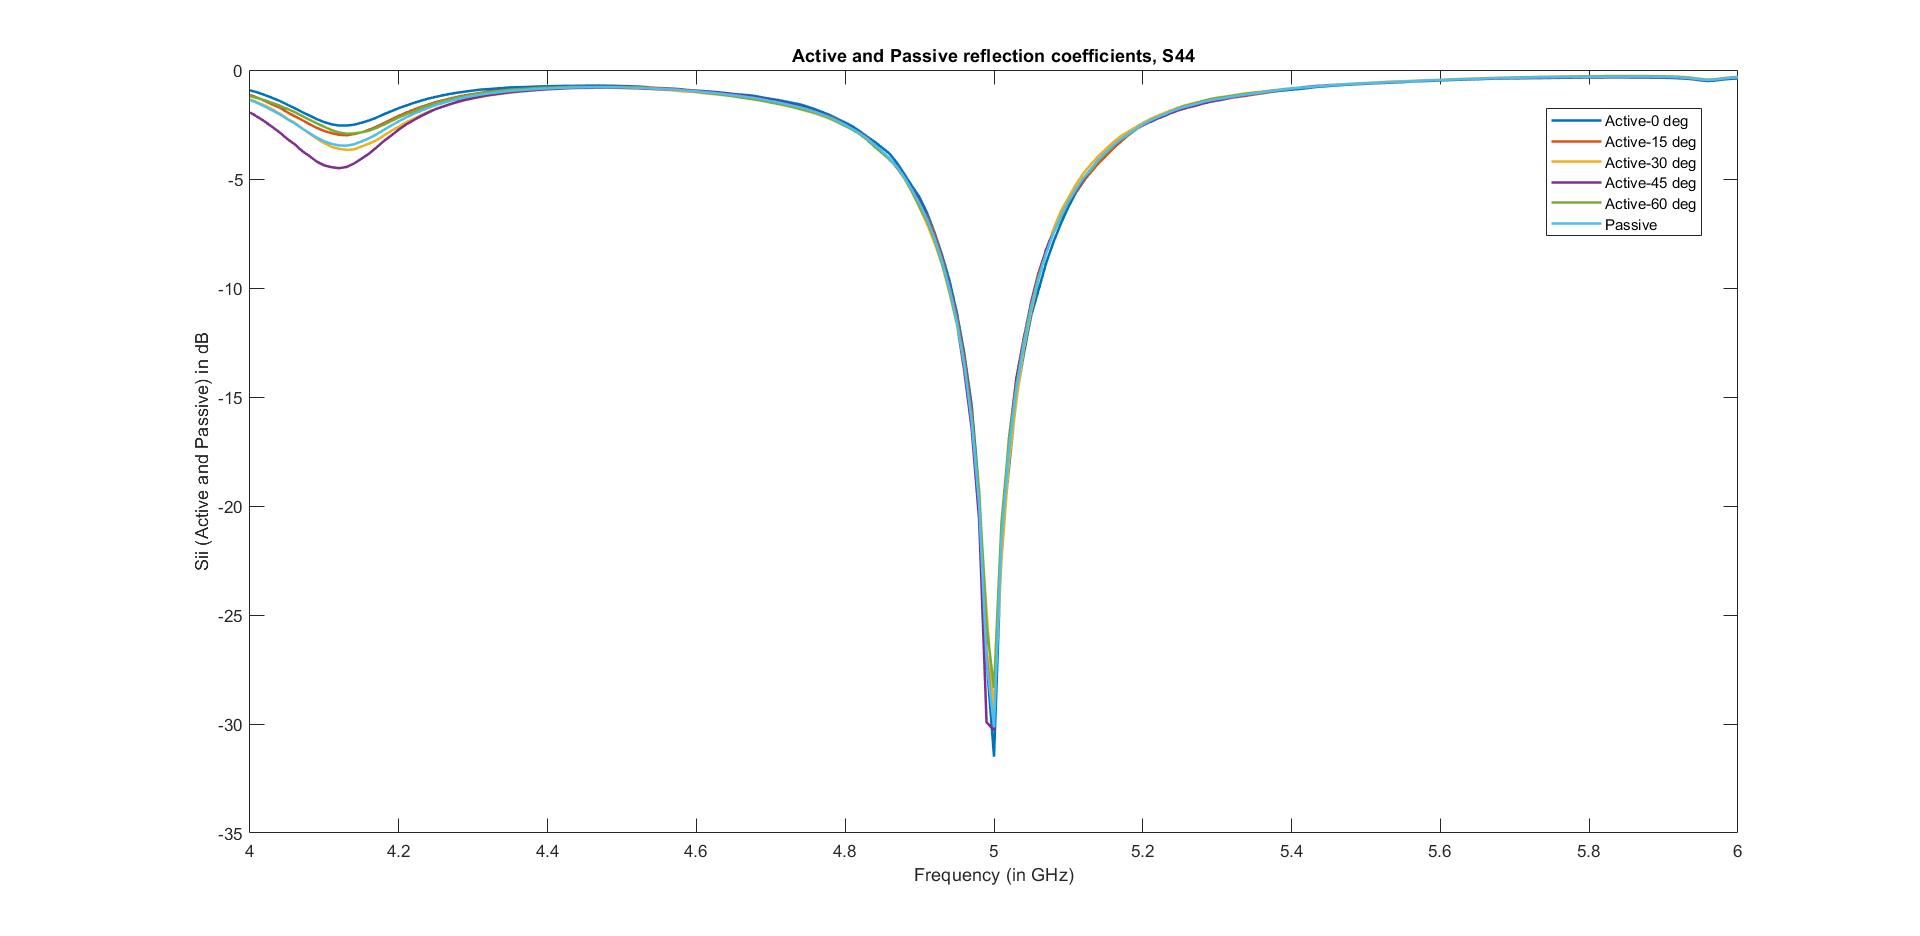 Active and Passive reflection coefficients, S44
Sii (Active and Passive) in dB
0
-5
-10
-15
-20
-25
-30
-35
4
4.2
4.4
4.6
4.8
5
5.2
5.4
5.6
5.8
6
Frequency (in GHz)
Active-0 deg
Active-15 deg
Active-30 deg
Active-45 deg
Active-60 deg
Passive